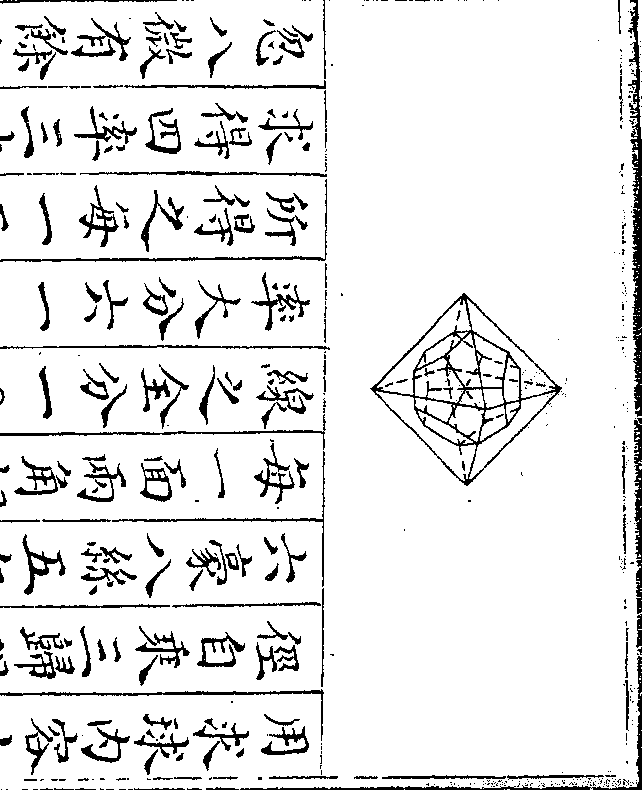 用求球內容
徑自乗三歸
六豪八絲五
每一面兩角
線之全分一
率大分六一
所得之每一
求得四率三
忽八微有餘